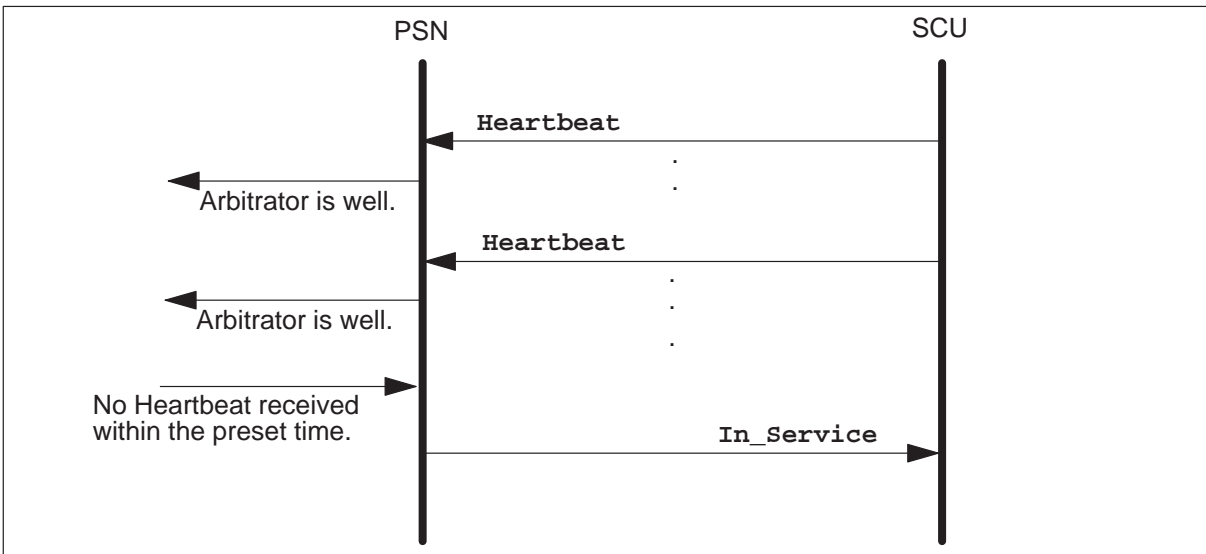 PSN SCU
Heartbeat
.
.
Arbitrator is well.
Heartbeat
.
.
Arbitrator is well.
.
No Heartbeat received
within the preset time.
In_Service